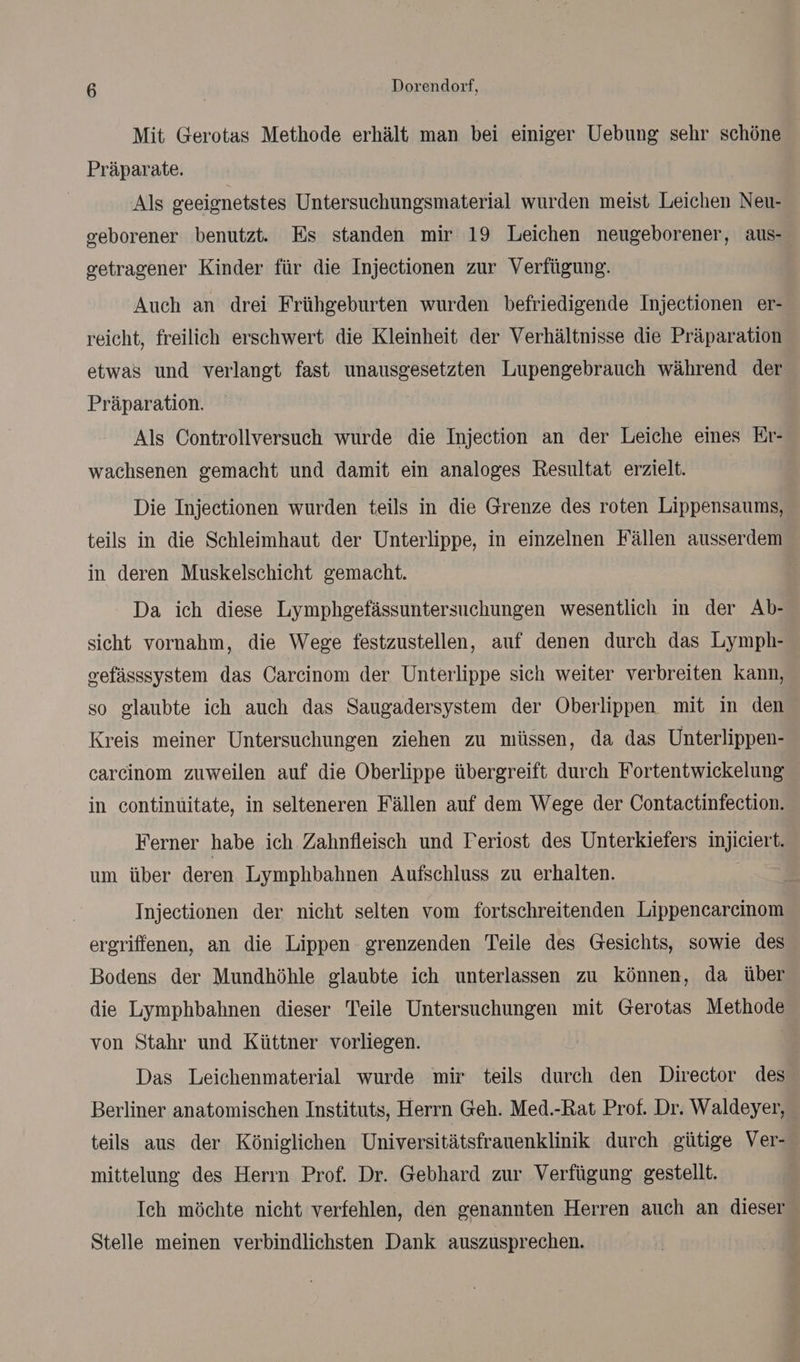 6 Dorendorf,
Mit Gerotas Methode erhält man bei einiger Uebung sehr schöne
Präparate.
Als geeignetstes Untersuchungsmaterial wurden meist Leichen Neu-
geborener benutzt. Es standen mir 19 Leichen neugeborener, aus-
getragener Kinder für die Injectionen zur Verfügung.
Auch an drei Frühgeburten wurden befriedigende Injectionen er-
reicht, freilich erschwert die Kleinheit der Verhältnisse die Präparation
etwas und verlangt fast unausgesetzten Lupengebrauch während der
Präparation.
Als Controllversuch wurde die Injection an der Leiche eines Er-
wachsenen gemacht und damit ein analoges Resultat erzielt.
Die Injectionen wurden teils in die Grenze des roten Lippensaums,
teils in die Schleimhaut der Unterlippe, in einzelnen Fällen ausserdem
in deren Muskelschicht gemacht.
Da ich diese Lymphgefässuntersuchungen wesentlich in der Ab-
sicht vornahm, die Wege festzustellen, auf denen durch das Lymph-
gefässsystem das Carcinom der Unterlippe sich weiter verbreiten kann,
so glaubte ich auch das Saugadersystem der Oberlippen mit in den
Kreis meiner Untersuchungen ziehen zu müssen, da das Unterlippen-
carcinom zuweilen auf die Oberlippe übergreift durch Fortentwickelung
in continuitate, in selteneren Fällen auf dem Wege der Contactinfection.
Ferner habe ich Zahnfleisch und Periost des Unterkiefers injiciert.
um über deren Lymphbahnen Aufschluss zu erhalten.
Injectionen der nicht selten vom fortschreitenden Lippencarcinom
ergriffenen, an die Lippen grenzenden Teile des Gesichts, sowie des
Bodens der Mundhöhle glaubte ich unterlassen zu können, da über
die Lymphbahnen dieser Teile Untersuchungen mit Gerotas Methode
von Stahr und Küttner vorliegen.
Das Leichenmaterial wurde mir teils durch den Director des
Berliner anatomischen Instituts, Herrn Geh. Med.-Rat Prof. Dr. Waldeyer,
teils aus der Königlichen Universitätsfrauenklinik durch gütige Ver-
mittelung des Herrn Prof. Dr. Gebhard zur Verfügung gestellt.
Ich möchte nicht verfehlen, den genannten Herren auch an dieser
Stelle meinen verbindlichsten Dank auszusprechen.